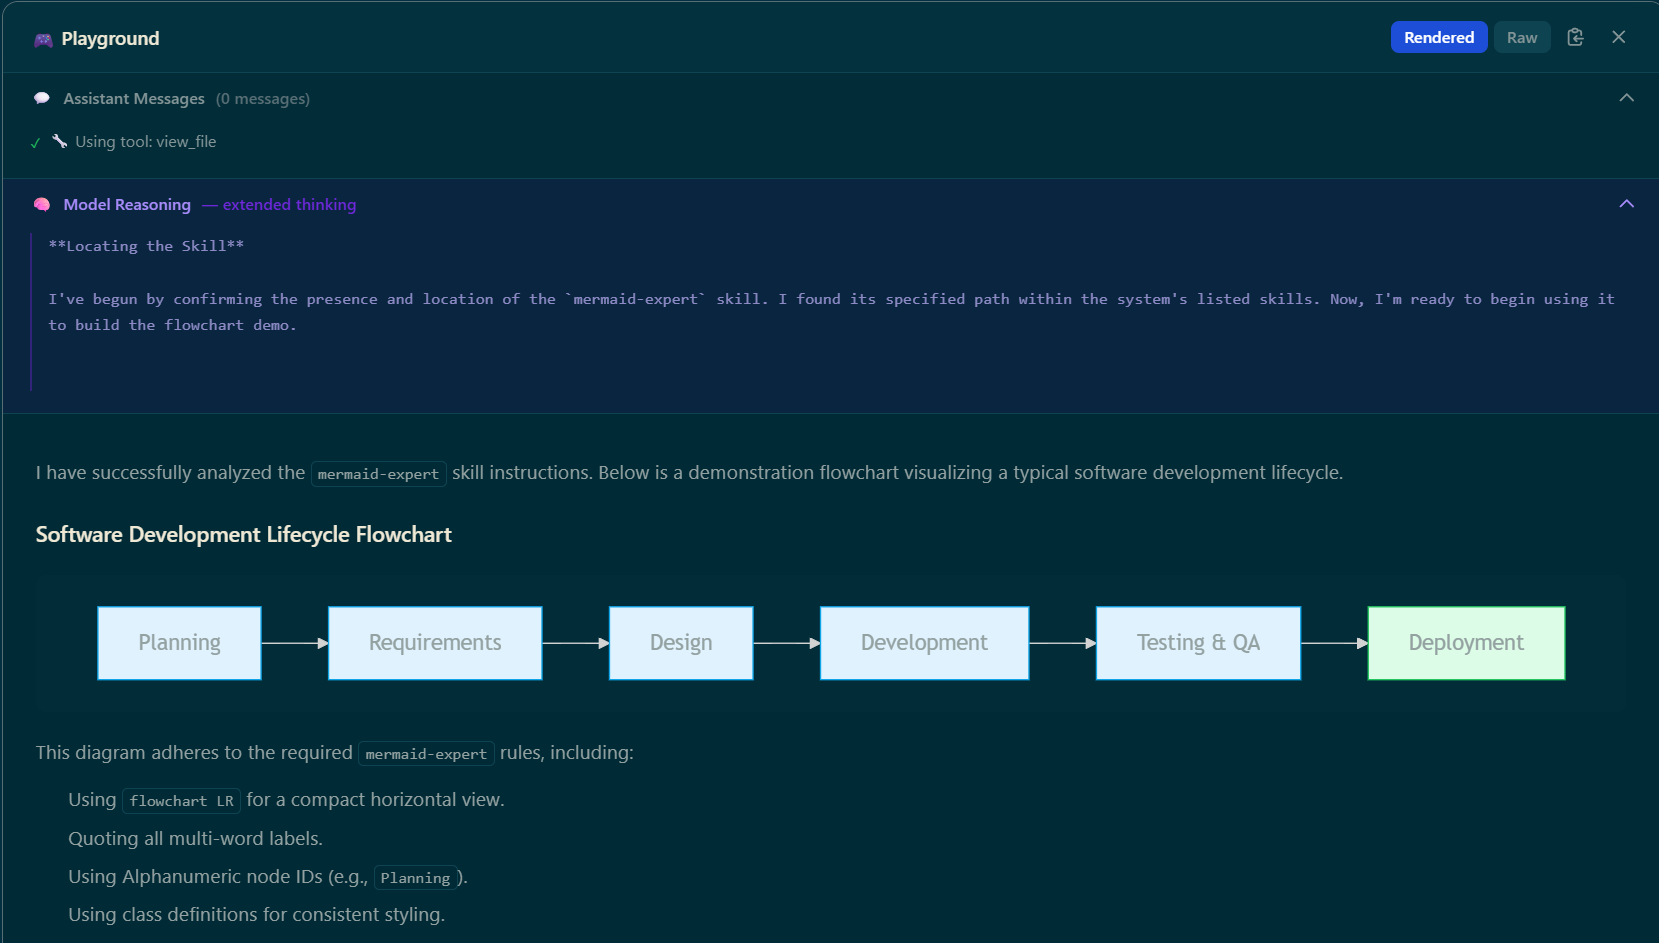 Playground
Rendered
Raw
Assistant Messages (0 messages)
Using tool: view_file
Model Reasoning — extended thinking
**Locating the Skill**
I've begun by confirming the presence and location of the `mermaid-expert` skill. I found its specified path within the system's listed skills. Now, I'm ready to begin using it
to build the flowchart demo.
I have successfully analyzed the mermaid-expert skill instructions. Below is a demonstration flowchart visualizing a typical software development lifecycle.
Software Development Lifecycle Flowchart
Planning
Requirements
Design
Development
Testing & QA
Deployment
This diagram adheres to the required mermaid-expert rules, including:
Using flowchart LR for a compact horizontal view.
Quoting all multi-word labels.
Using Alphanumeric node IDs (e.g., Planning).
Using class definitions for consistent styling.